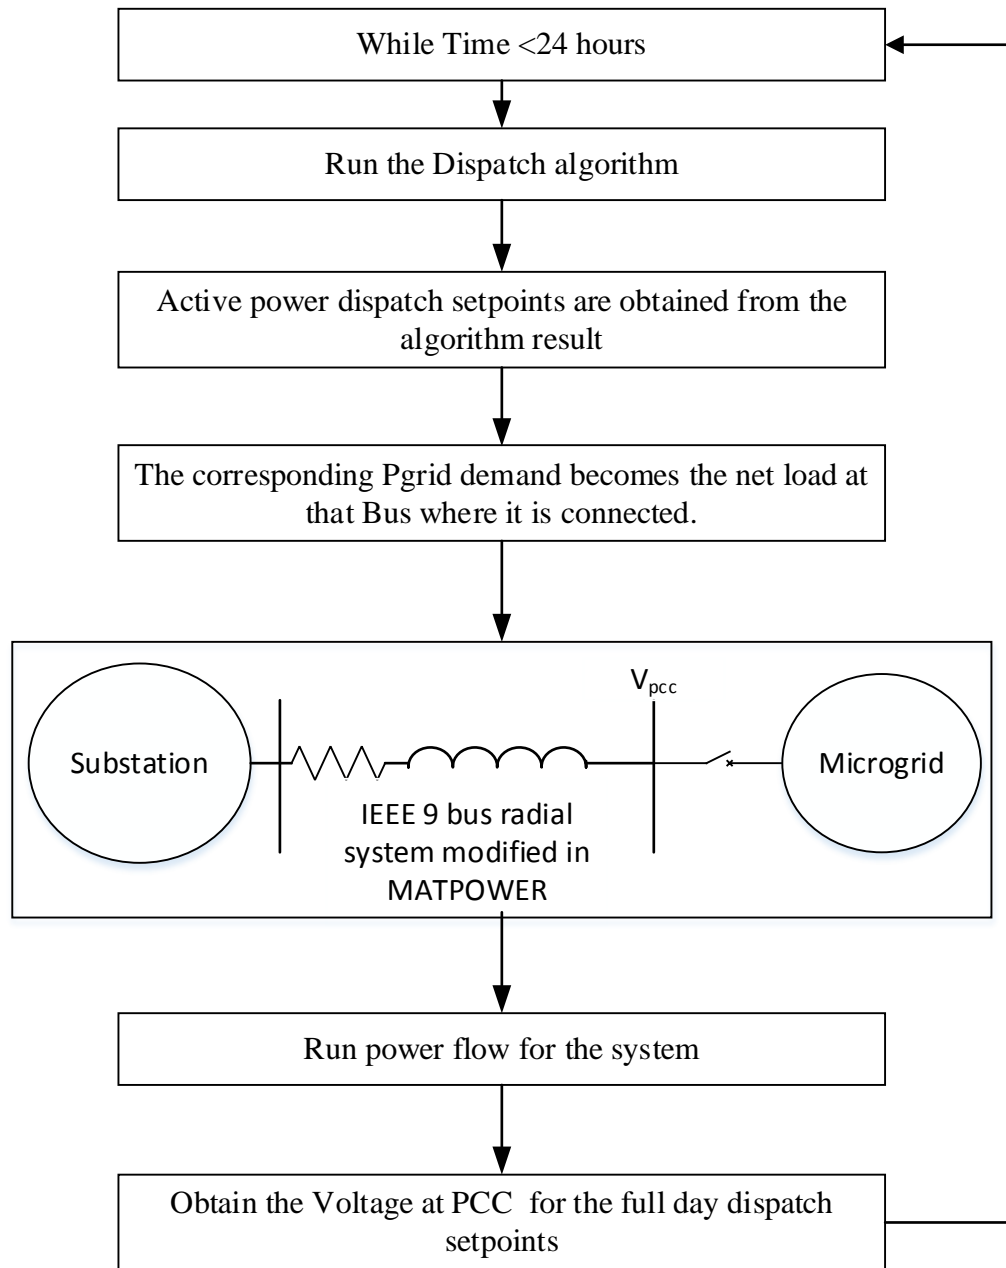 While Time <24 hours
Run the Dispatch algorithm
Active power dispatch setpoints are obtained from the
algorithm result
The corresponding Pgrid demand becomes the net load at
that Bus where it is connected.
Vpcc
Substation
Microgrid
IEEE 9 bus radial
system modified in
MATPOWER
Run power flow for the system
Obtain the Voltage at PCC for the full day dispatch
setpoints